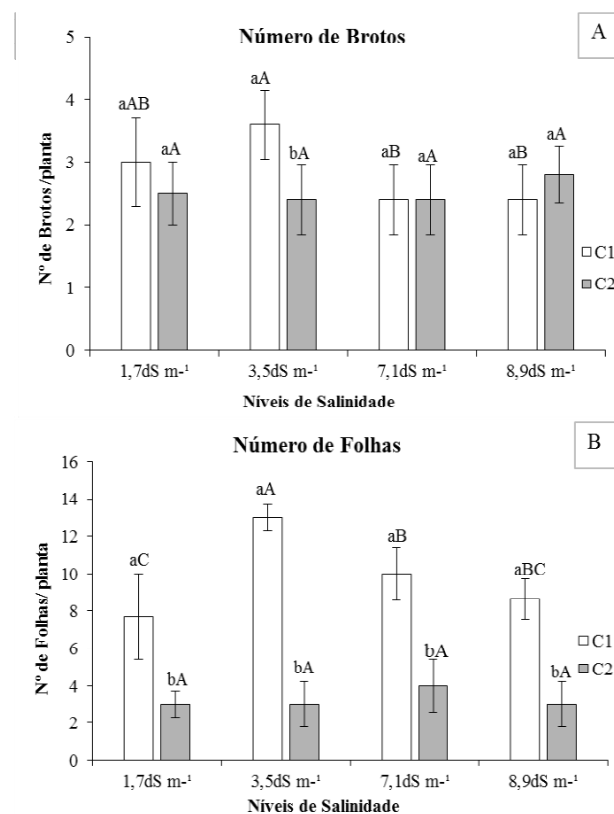 Número de Brotos
A
5
4
3
2
1
0
Nº de Brotos/planta
aAB
aA
aA
bA
aB
aA
aB
aA
C1
C2
1,7dS m-¹
3,5dS m-¹
7,1dS m-¹
8,9dS m-¹
Níveis de Salinidade
Número de Folhas
B
16
14
12
10
8
6
4
2
0
Nº de Folhas/ planta
aC
bA
aA
bA
aB
bA
aBC
bA
C1
C2
1,7dS m-¹
3,5dS m-¹
7,1dS m-¹
8,9dS m-¹
Níveis de Salinidade